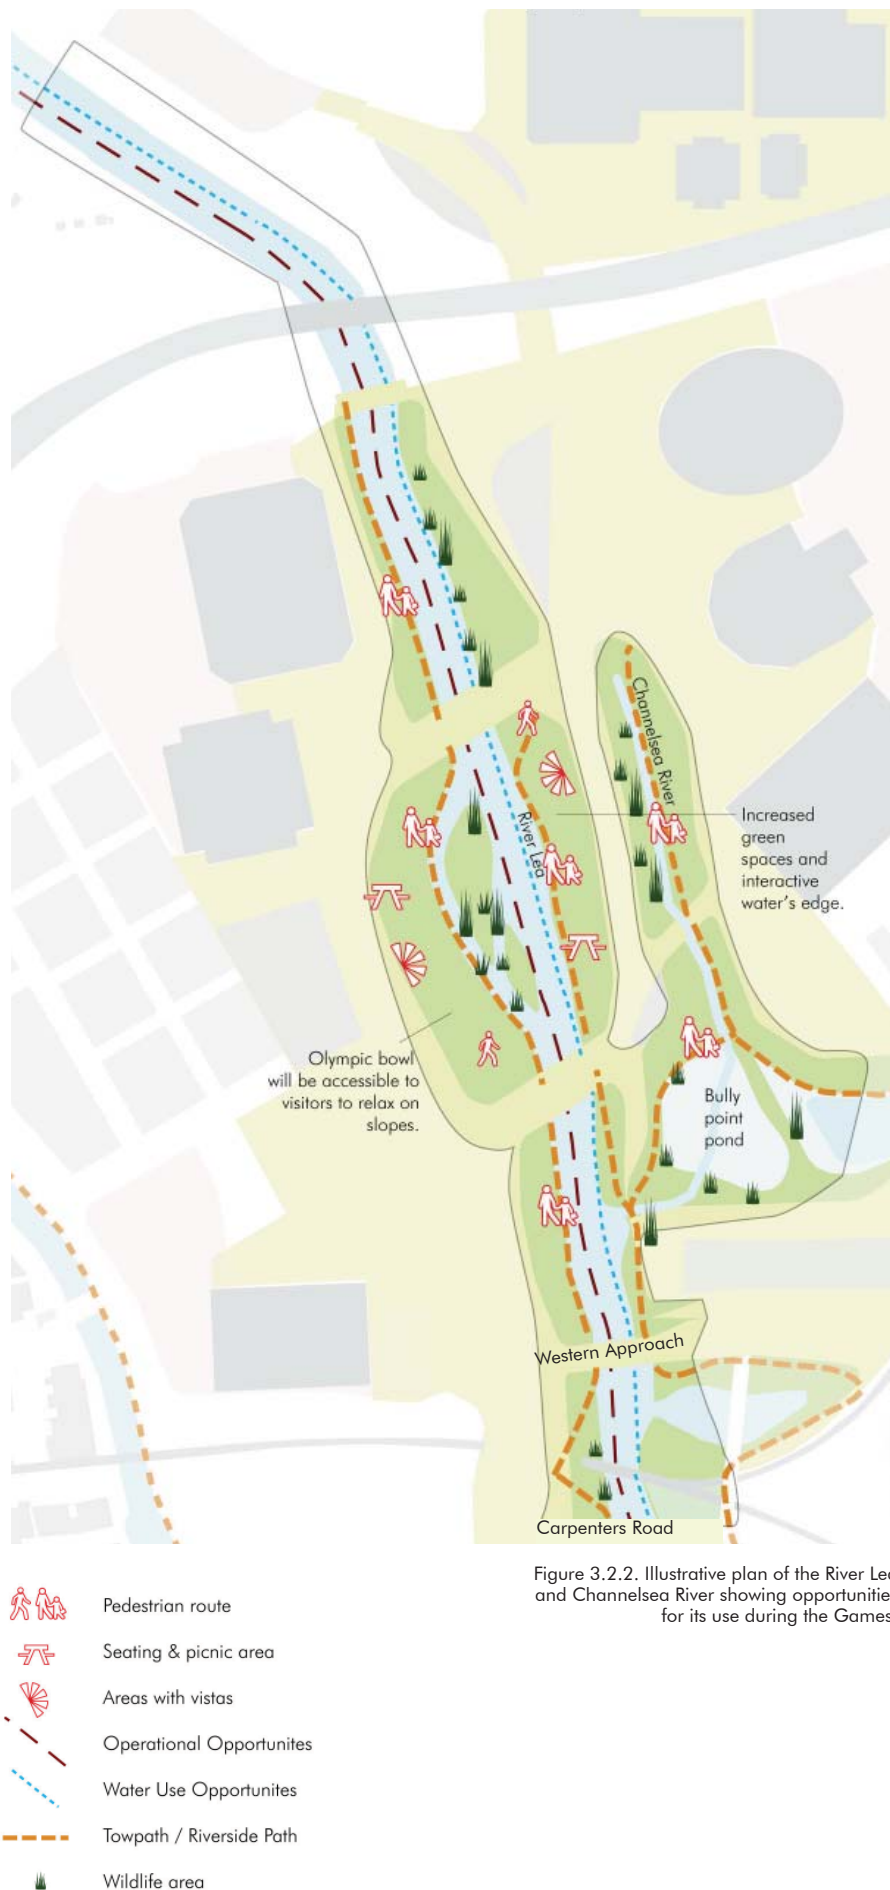 Channelsea River
River Lea
Increased
green
spaces and
interactive
water's edge.
Olympic bowl
will be accessible to
visitors to relax on
slopes.
Bully
point
pond
Western Approach
Carpenters Road
Figure 3.2.2. Illustrative plan of the River Lea
and Channelsea River showing opportunitie
for its use during the Games
Pedestrian route
Seating & picnic area
Areas with vistas
Operational Opportunites
Water Use Opportunites
Towpath / Riverside Path
Wildlife area